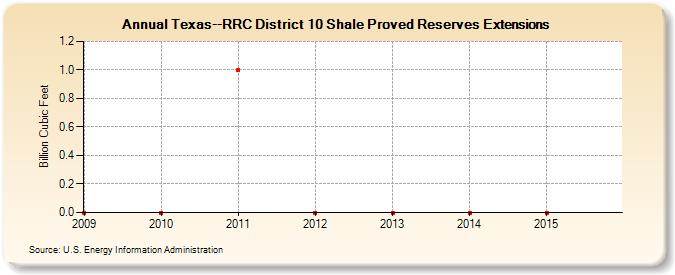 Annual Texas--RRC District 10 Shale Proved Reserves Extensions
Billion Cubic Feet
1.2
1.0
0.8
0.6
0.4
0.2
0.0
2009 2010 2011 2012 2013 2014 2015
Source: U.S. Energy Information Administration